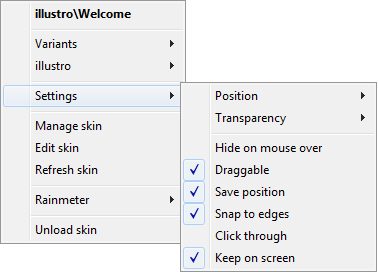 illustro\Welcome
Variants
illustro
Settings
Manage skin
Edit skin
Refresh skin
Rainmeter
Unload skin
Position
Transparency
Hide on mouse over
Draggable
Save position
Snap to edges
Click through
Keep on screen